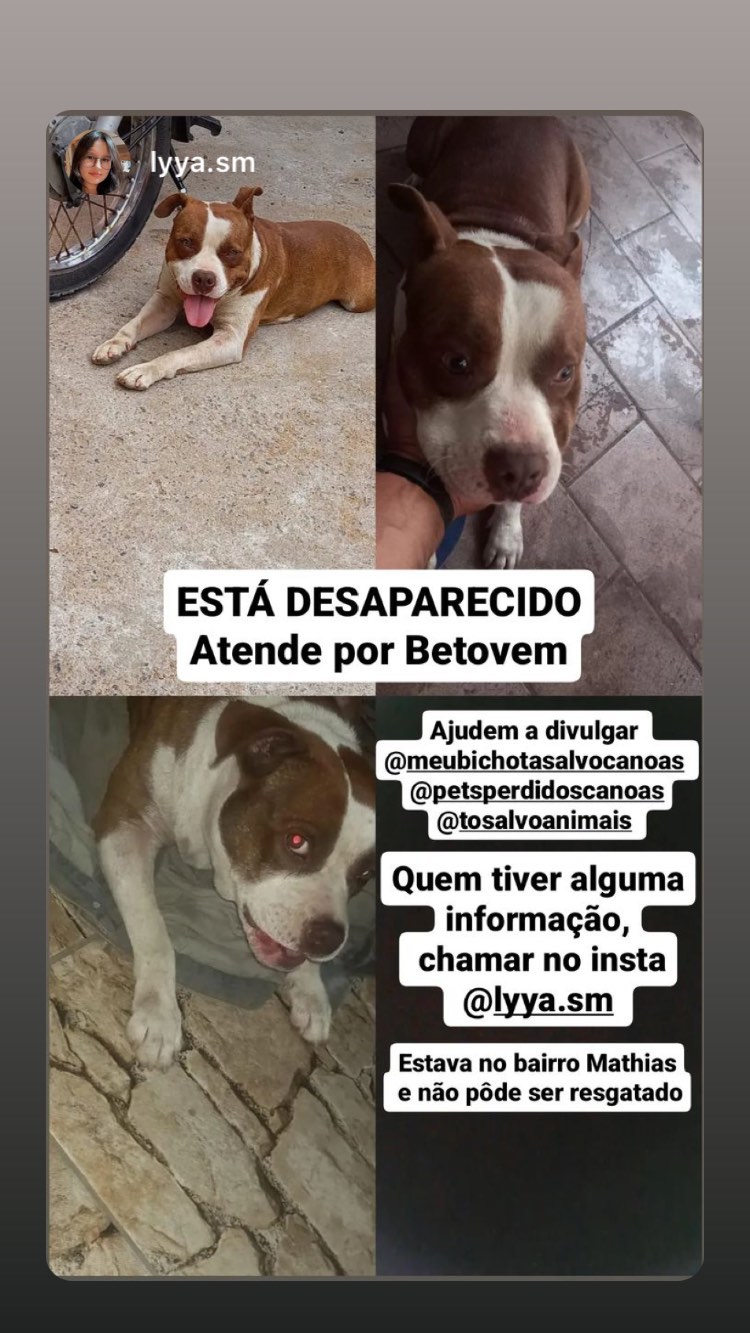 lyya.sm
ESTÁ DESAPARECIDO
Atende por Betovem
Ajudem a divulgar
@meubichotasalvocanoas
@petsperdidoscanoas
@tosalvoanimais
Quem tiver alguma
informação,
chamar no insta
@lyya.sm
Estava no bairro Mathias
e não pôde ser resgatado